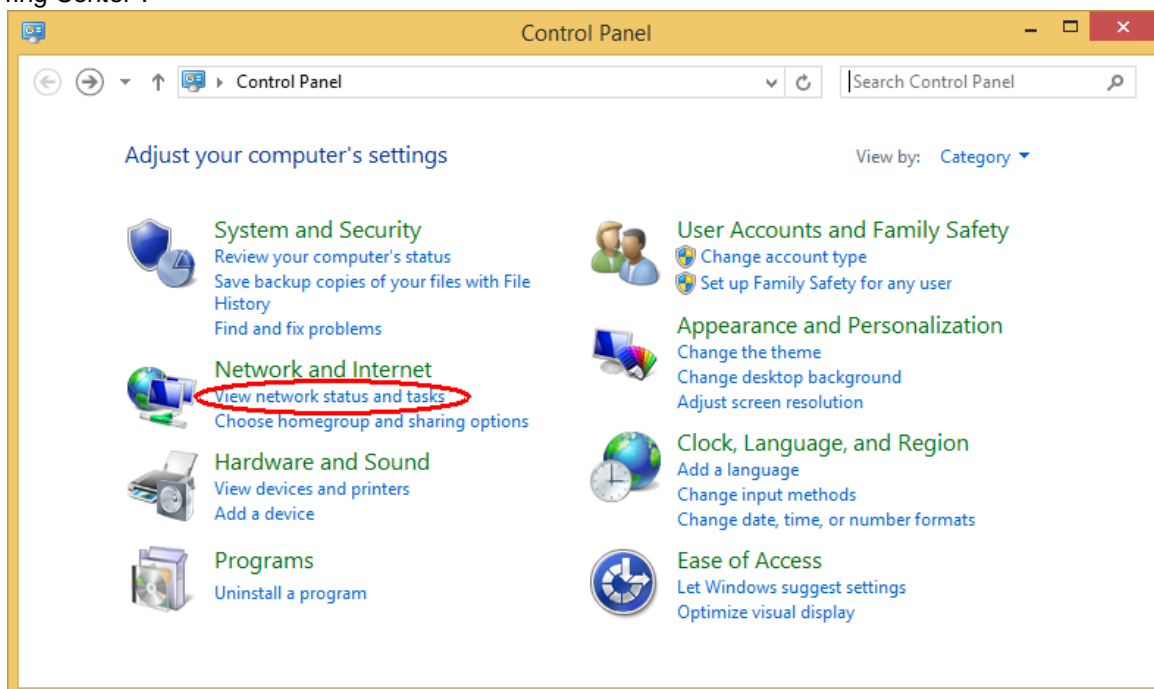 ring Center".
Control Panel
Control Panel
Search Control Panel
Adjust your computer's settings
View by: Category
System and Security
Review your computer's status
Save backup copies of your files with File
History
Find and fix problems
Network and Internet
View network status and tasks
Choose homegroup and sharing options
Hardware and Sound
View devices and printers
Add a device
Programs
Uninstall a program
User Accounts and Family Safety
Change account type
Set up Family Safety for any user
Appearance and Personalization
Change the theme
Change desktop background
Adjust screen resolution
Clock, Language, and Region
Add a language
Change input methods
Change date, time, or number formats
Ease of Access
Let Windows suggest settings
Optimize visual display